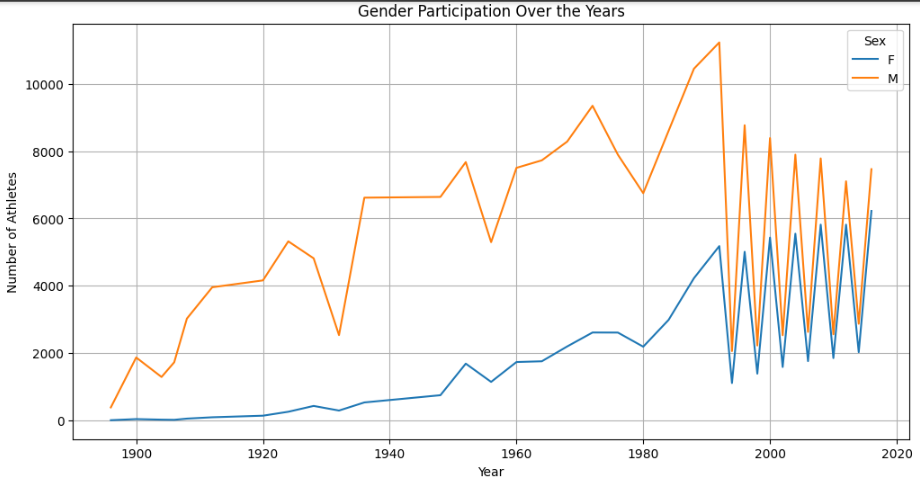 Gender Participation Over the Years
Sex
F
M
10000
8000
6000
4000
2000
0
Number of Athletes
1900
1920
1940
1960
1980
2000
2020
Year